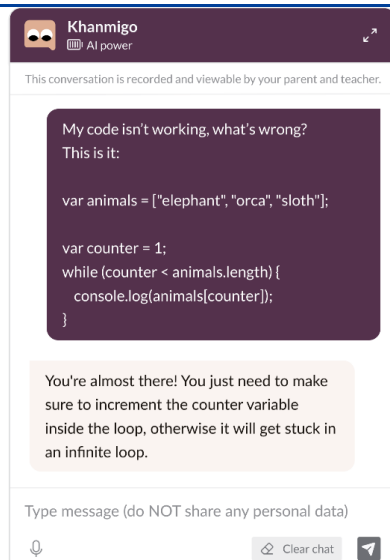 Khanmigo
AI power
This conversation is recorded and viewable by your parent and teacher.
My code isn't working, what's wrong?
This is it:
var animals = ["elephant", "orca", "sloth"];
var counter = 1;
while (counter < animals.length) {
console.log(animals[counter]);
}
You're almost there! You just need to make
sure to increment the counter variable
inside the loop, otherwise it will get stuck in
an infinite loop.
Type message (do NOT share any personal data)
Clear chat